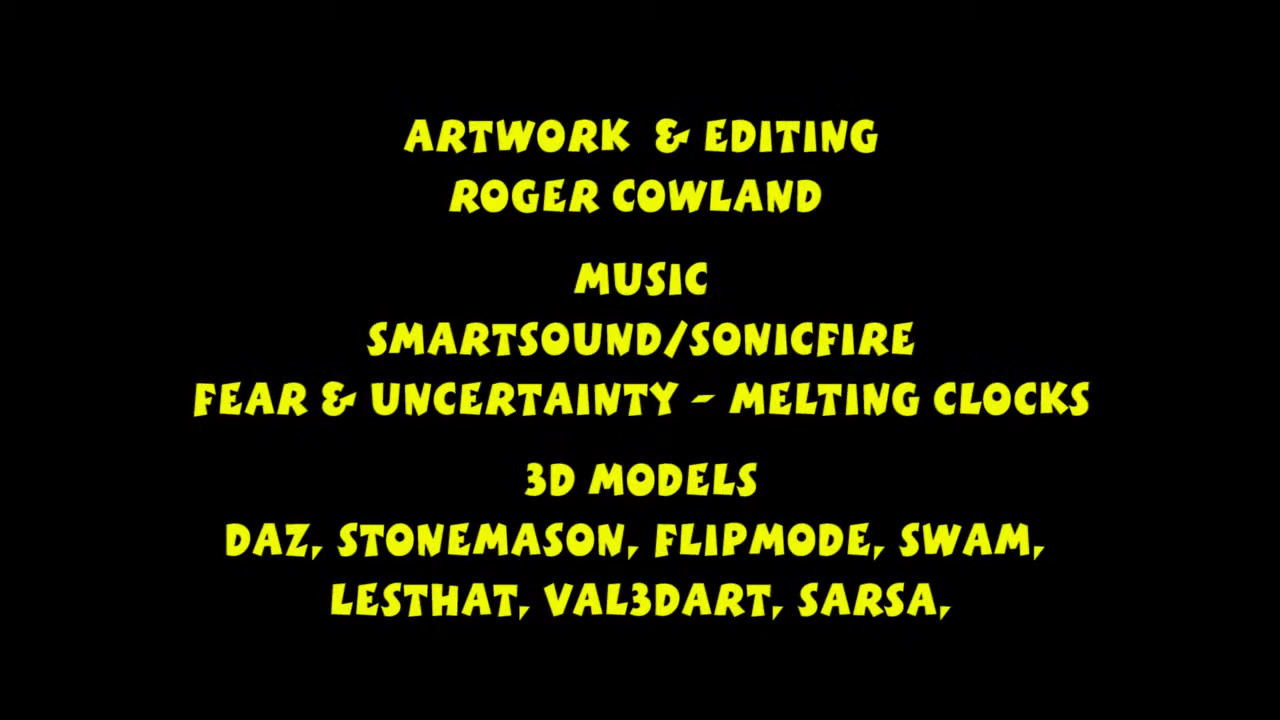 ARTWORK & EDITING
ROGER COWLAND
MUSIC
SMARTSOUND/SONICFIRE
FEAR & UNCERTAINTY - MELTING CLOCKS
3D MODELS
DAZ, STONEMASON, FLIPMODE, SWAM,
LESTHAT, VAL3DART, SARSA,